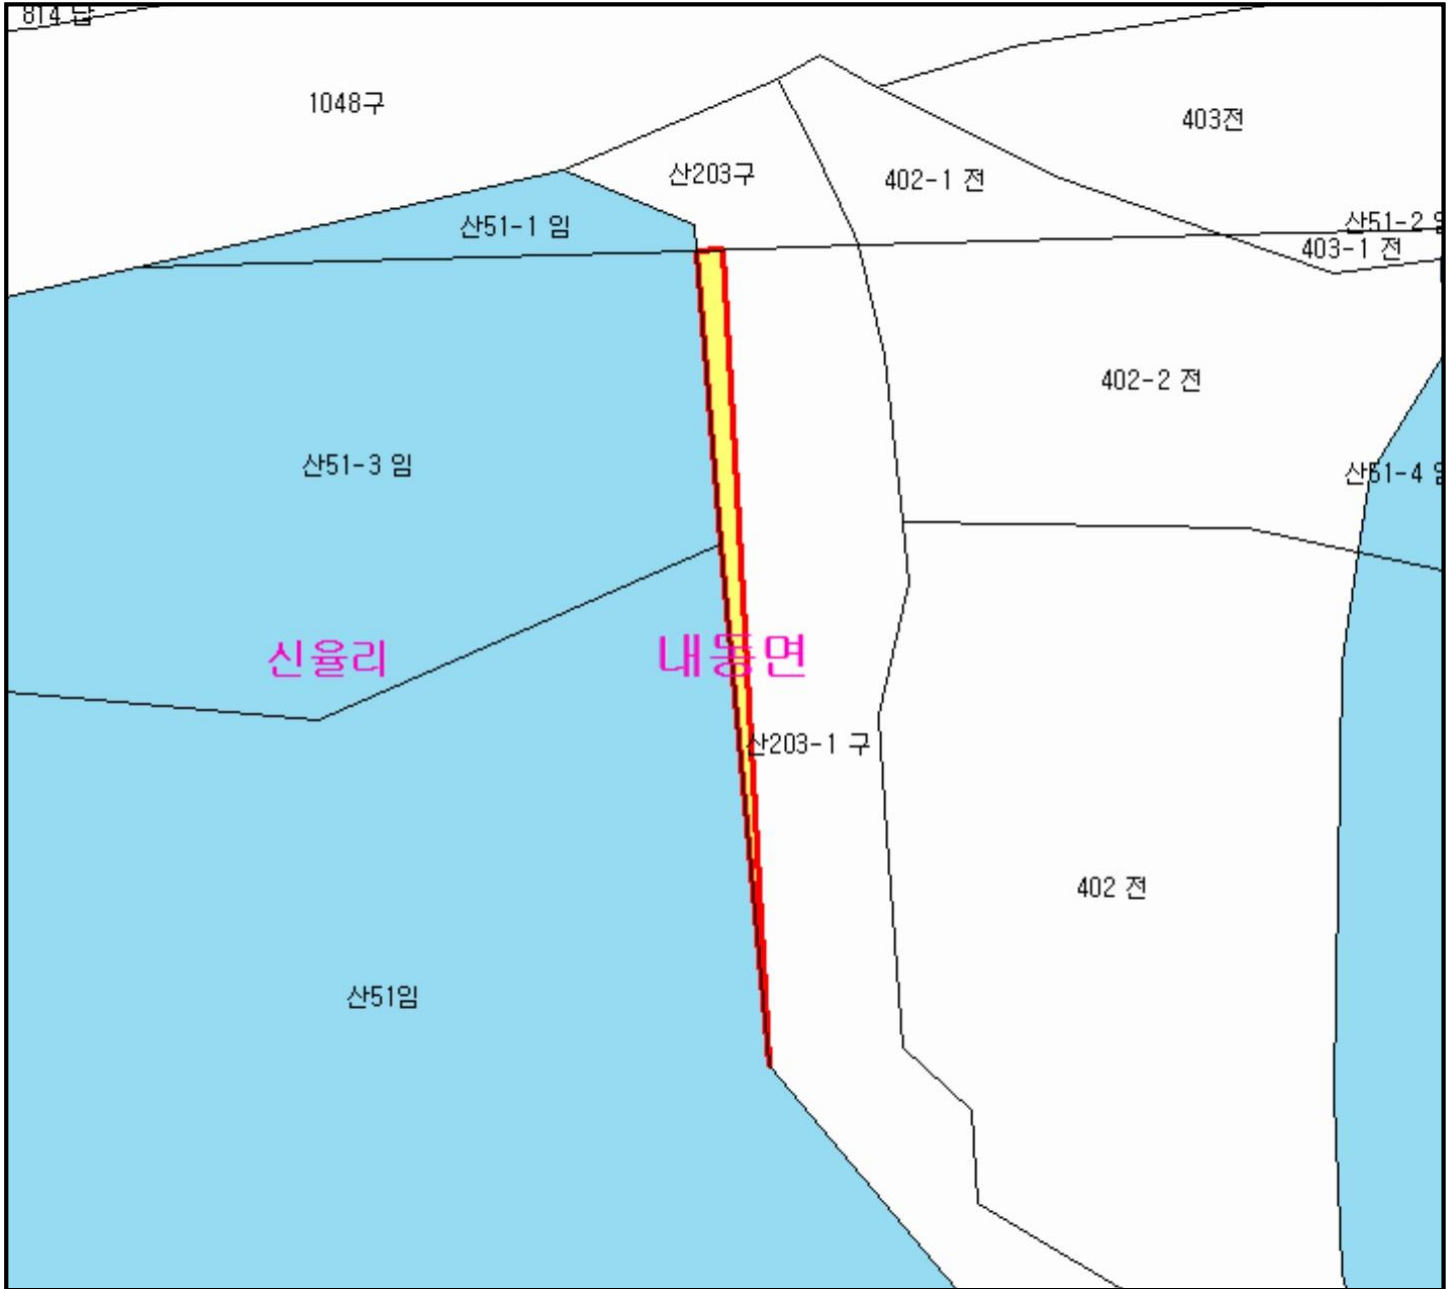 814 답
1048구
403전
산203구
402-1 전
산51-1 임
산51-2
403-1 전
402-2 전
산51-3 임
산51-4
신율리
내동면
산203-1 구
402 전
산51임